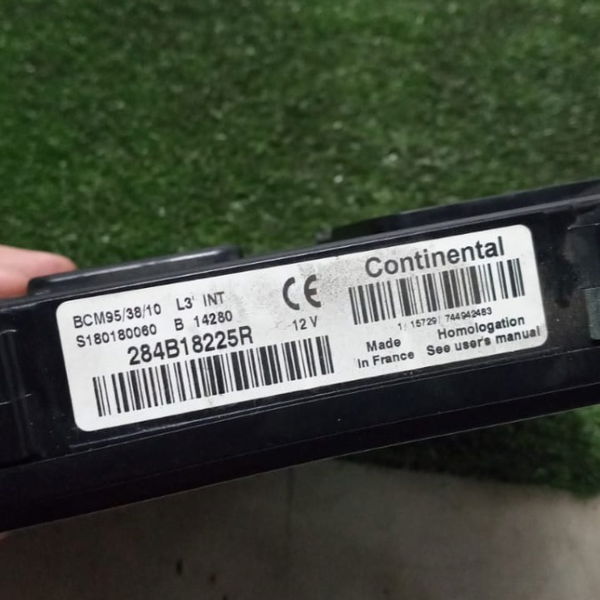 BCM95/38/10 L3 INT
S180180060 B 14280
284B18225R
12 V
CE
Continental
1 15729 744942483
Made
In France
Homologation
See user's manual